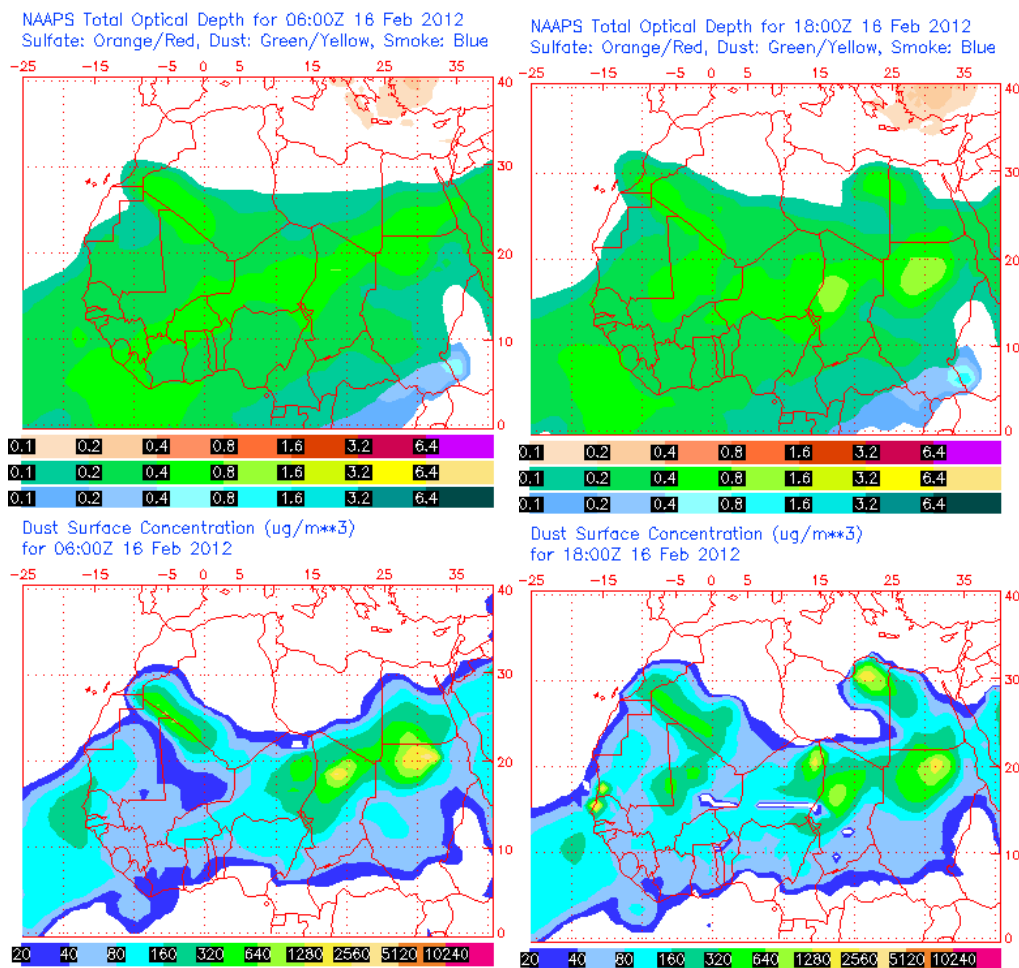 NAAPS Total Optical Depth for 06:00Z 16 Feb 2012
Sulfate: Orange/Red, Dust: Green/Yellow, Smoke: Blue
-25 -15 -5 0 5 15 25 35
40
30
20
10
0
0.1 0.2 0.4 0.8 1.6 3.2 6.4
0.1 0.2 0.4 0.8 1.6 3.2 6.4
0.1 0.2 0.4 0.8 1.6 3.2 6.4
NAAPS Total Optical Depth for 18:00Z 16 Feb 2012
Sulfate: Orange/Red, Dust: Green/Yellow, Smoke: Blue
-25 -15 -5 0 5 15 25 35
40
30
20
10
0
0.1 0.2 0.4 0.8 1.6 3.2 6.4
0.1 0.2 0.4 0.8 1.6 3.2 6.4
0.1 0.2 0.4 0.8 1.6 3.2 6.4
Dust Surface Concentration (ug/m**3)
for 06:00Z 16 Feb 2012
-25 -15 -5 0 5 15 25 35
40
30
20
10
0
20 40 80 160 320 640 1280 2560 5120 10240
Dust Surface Concentration (ug/m**3)
for 18:00Z 16 Feb 2012
-25 -15 -5 0 5 15 25 35
40
30
20
10
0
20 40 80 160 320 640 1280 2560 5120 10240